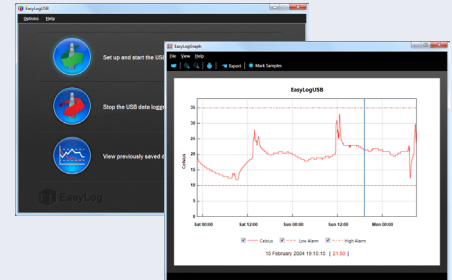 EasyLogUSB
Options Help
Set up and start the USB
Stop the USB data logg
View previously saved d
EasyLog
EasyLogGraph
File View Help
Export Mark Samples
EasyLogUSB
Celsius
35
30
25
20
15
10
5
0
Sat 00:00 Sat 12:00 Sun 00:00 Sun 12:00 Mon 00:00
Celsius Low Alarm High Alarm
15 February 2004 19:10:10 [ 21.50 ]